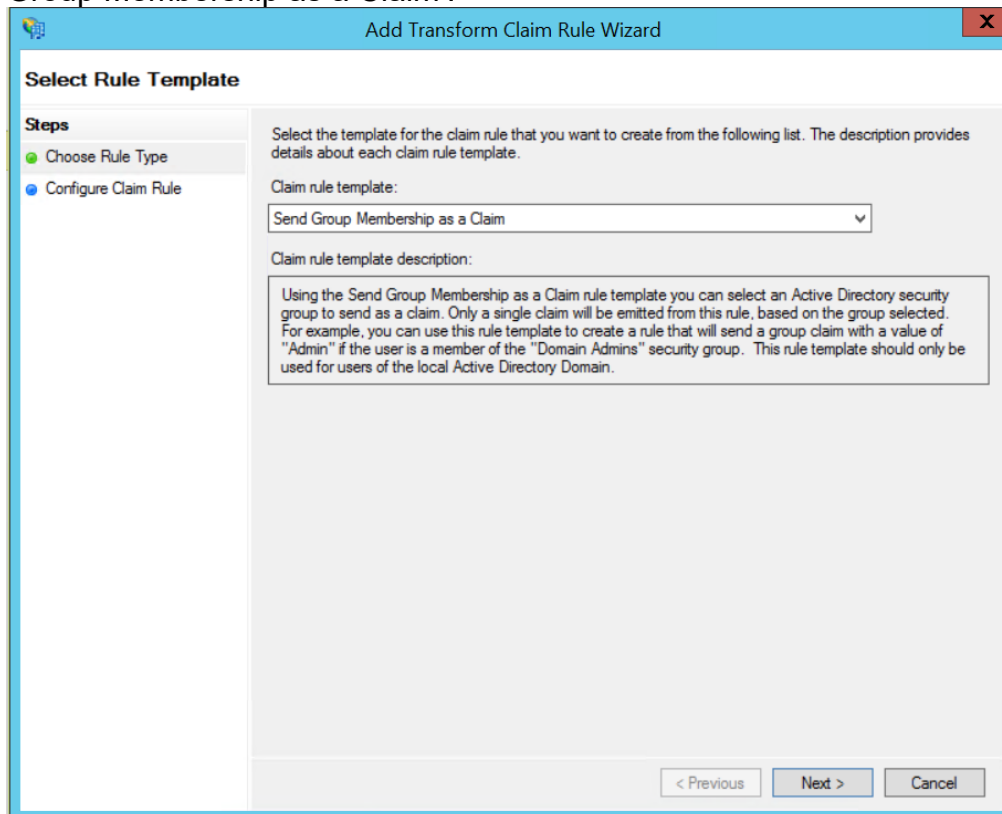 Group Membership as a Claim".
Add Transform Claim Rule Wizard
X
Select Rule Template
Steps
Choose Rule Type
Configure Claim Rule
Select the template for the claim rule that you want to create from the following list. The description provides
details about each claim rule template.
Claim rule template:
Send Group Membership as a Claim
Claim rule template description:
Using the Send Group Membership as a Claim rule template you can select an Active Directory security
group to send as a claim. Only a single claim will be emitted from this rule, based on the group selected.
For example, you can use this rule template to create a rule that will send a group claim with a value of
"Admin" if the user is a member of the "Domain Admins" security group. This rule template should only be
used for users of the local Active Directory Domain.
< Previous
Next >
Cancel